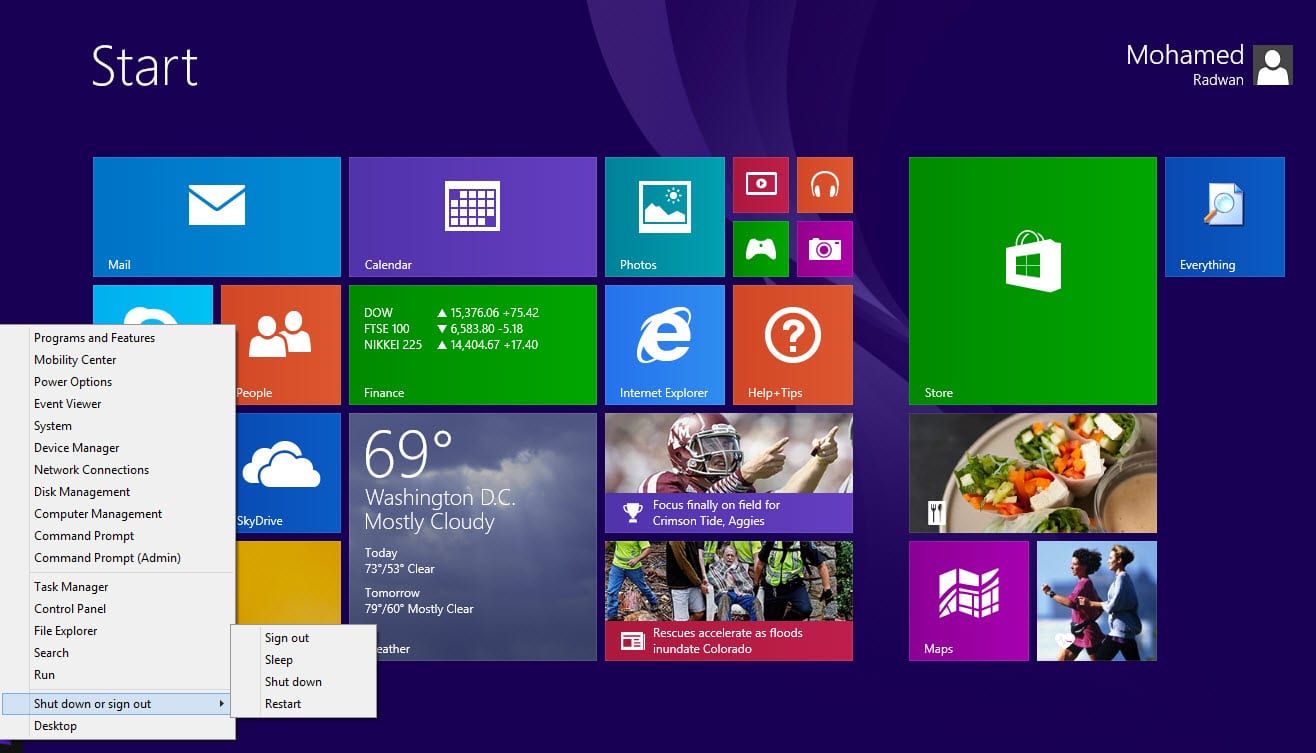 Start
Mohamed
Radwan
Mail
Calendar
Photos
Everything
People
DOW ▲ 15,376.06 +75.42
FTSE 100 ▼ 6,583.80 -5.18
NIKKEI 225 ▲ 14,404.67 +17.40
Finance
Internet Explorer
Help+Tips
Store
SkyDrive
69°
Washington D.C.
Mostly Cloudy
Today
73°/53° Clear
Tomorrow
79°/60° Mostly Clear
eather
Focus finally on field for
Crimson Tide, Aggies
Rescues accelerate as floods
inundate Colorado
Maps
Programs and Features
Mobility Center
Power Options
Event Viewer
System
Device Manager
Network Connections
Disk Management
Computer Management
Command Prompt
Command Prompt (Admin)
Task Manager
Control Panel
File Explorer
Search
Run
Shut down or sign out
Desktop
Sign out
Sleep
Shut down
Restart